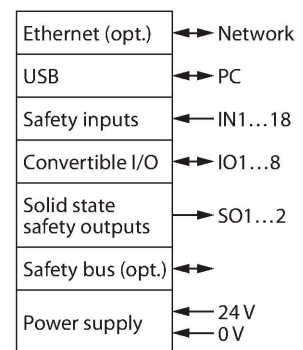 Ethernet (opt.) Network
USB PC
Safety inputs IN1...18
Convertible I/O IO1...8
Solid state
safety outputs SO1...2
Safety bus (opt.)
Power supply 24 V
0 V